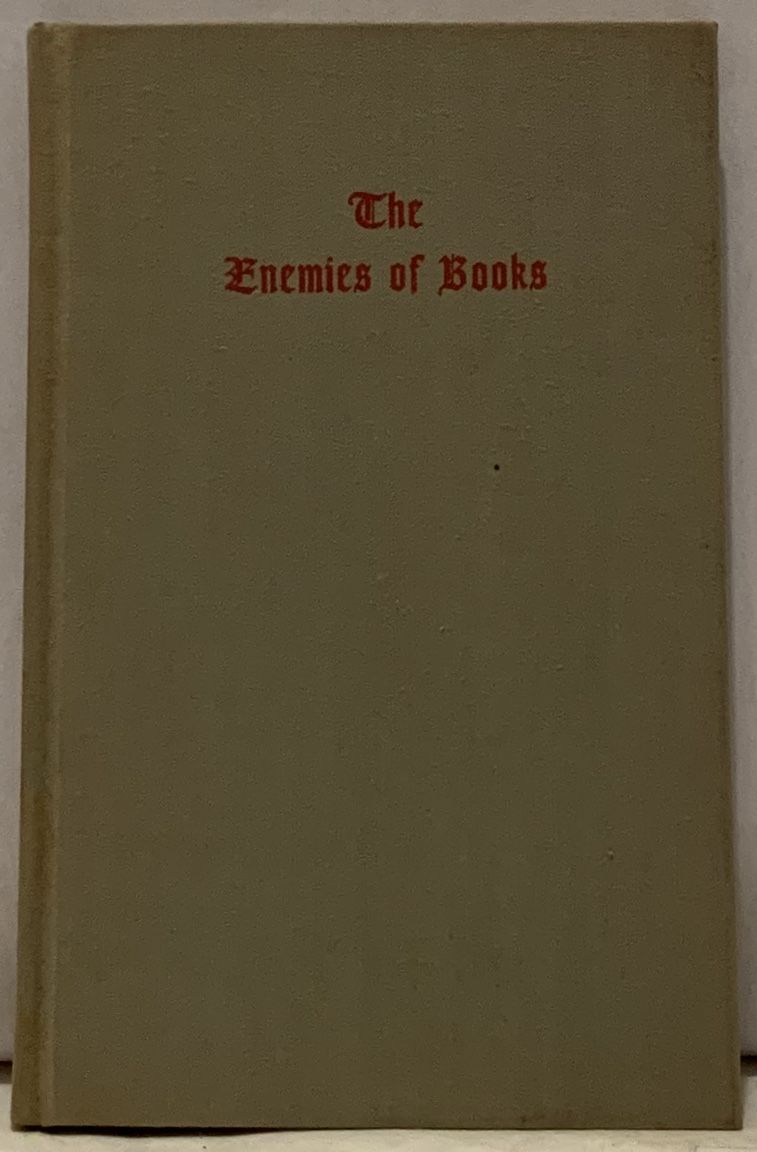 The
Enemies of Books